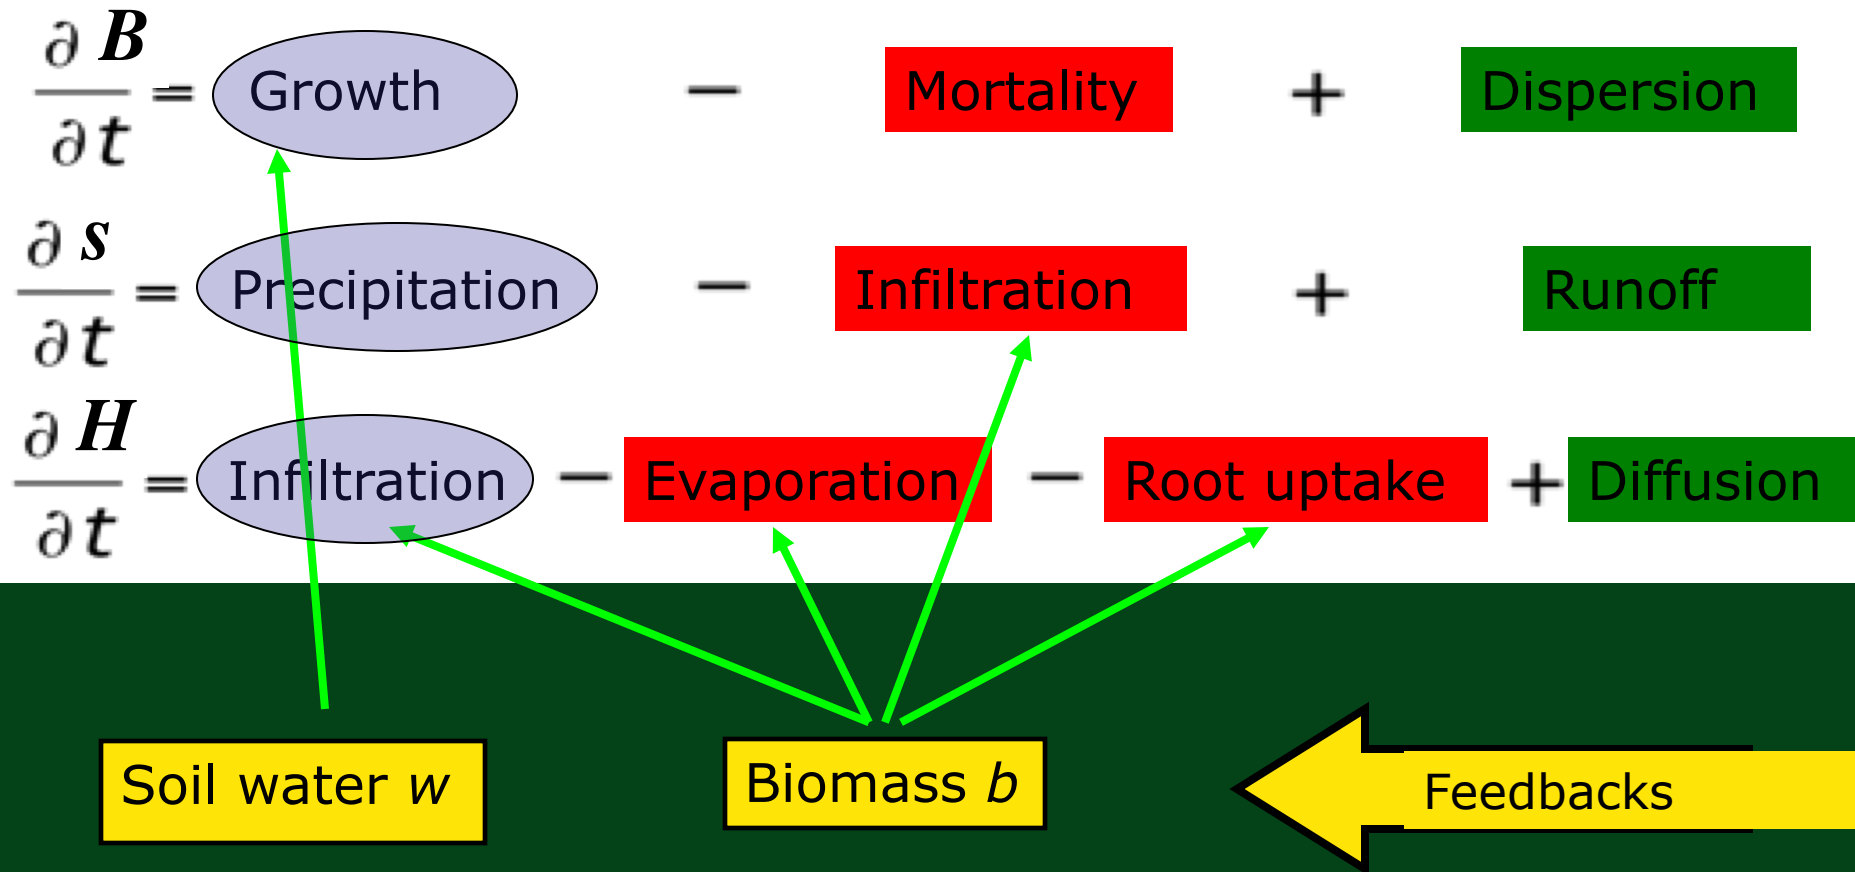 ∂B/∂t = Growth − Mortality + Dispersion
∂s/∂t = Precipitation − Infiltration + Runoff
∂H/∂t = Infiltration − Evaporation − Root uptake + Diffusion
Soil water w
Biomass b
Feedbacks